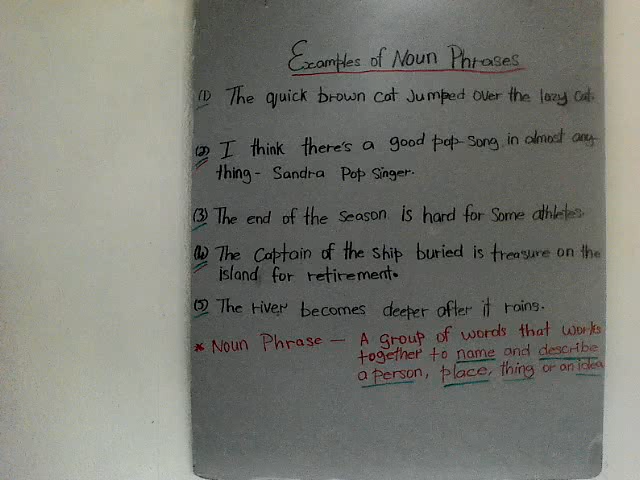 Examples of Noun Phrases
(1) The quick brown cat Jumped over the lazy cat.
(2) I think there's a good pop song in almost any-
thing - Sandra Pop Singer.
(3) The end of the season is hard for some athletes
(4) The captain of the ship buried is treasure on the
island for retirement.
(5) The river becomes deeper after it rains.
* Noun Phrase - A group of words that works
together to name and describe
a person, place, thing or an idea